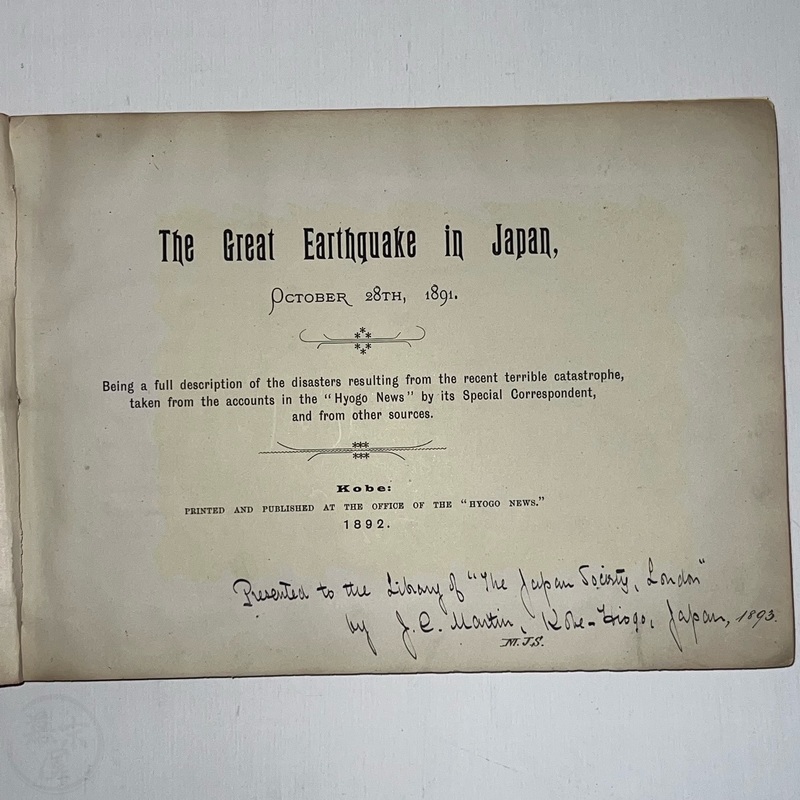 The Great Earthquake in Japan,
October 28th, 1891.
Being a full description of the disasters resulting from the recent terrible catastrophe,
taken from the accounts in the "Hyogo News" by its Special Correspondent,
and from other sources.
Kobe:
PRINTED AND PUBLISHED AT THE OFFICE OF THE "HYOGO NEWS."
1892.
Presented to the Library of "The Japan Society, London"
by J. C. Martin, Kobe-Hiogo, Japan, 1893.
M.J.S.